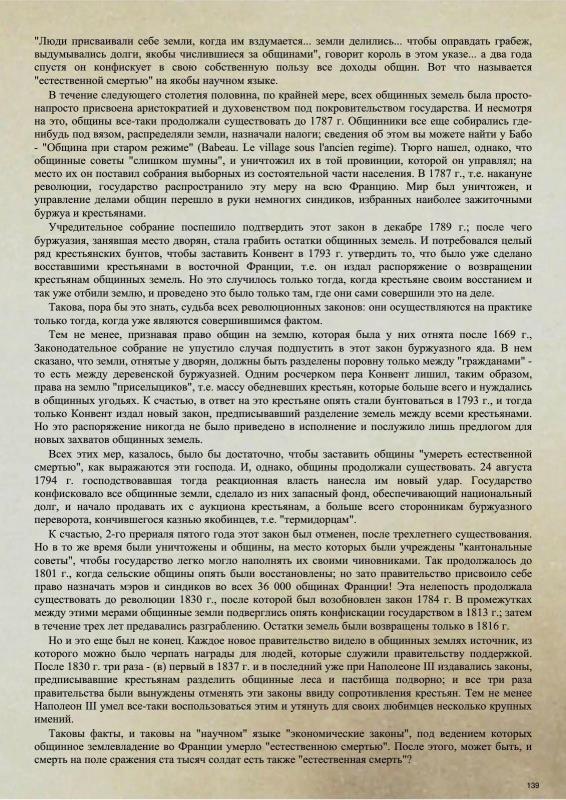 "Люди присваивали себе земли, когда им вздумается... земли делились... чтобы оправдать грабеж,
выдумывались долги, якобы числившиеся за общинами", говорит король в этом указе... а два года
спустя он конфискует в свою собственную пользу все доходы общин. Вот что называется
"естественной смертью" на якобы научном языке.
В течение следующего столетия половина, по крайней мере, всех общинных земель была просто-
напросто присвоена аристократией и духовенством под покровительством государства. И несмотря
на это, общины все-таки продолжали существовать до 1787 г. Общинники все еще собирались где-
нибудь под вязом, распределяли земли, назначали налоги; сведения об этом вы можете найти у Бабо
- "Община при старом режиме" (Babeau. Le village sous l'ancien regime). Тюрго нашел, однако, что
общинные советы "слишком шумны", и уничтожил их в той провинции, которой он управлял; на
место их он поставил собрания выборных из состоятельной части населения. В 1787 г., т.е. накануне
революции, государство распространило эту меру на всю Францию. Мир был уничтожен, и
управление делами общин перешло в руки немногих синдиков, избранных наиболее зажиточными
буржуа и крестьянами.
Учредительное собрание поспешило подтвердить этот закон в декабре 1789 г.; после чего
буржуазия, занявшая место дворян, стала грабить остатки общинных земель. И потребовался целый
ряд крестьянских бунтов, чтобы заставить Конвент в 1793 г. утвердить то, что было уже сделано
восставшими крестьянами в восточной Франции, т.е. он издал распоряжение о возвращении
крестьянам общинных земель. Но это случилось только тогда, когда крестьяне своим восстанием и
так уже отбили землю, и проведено это было только там, где они сами совершили это на деле.
Такова, пора бы это знать, судьба всех революционных законов: они осуществляются на практике
только тогда, когда уже являются совершившимся фактом.
Тем не менее, признавая право общин на землю, которая была у них отнята после 1669 г.,
Законодательное собрание не упустило случая подпустить в этот закон буржуазного яда. В нем
сказано, что земли, отнятые у дворян, должны быть разделены поровну только между "гражданами" -
то есть между деревенской буржуазией. Одним росчерком пера Конвент лишил, таким образом,
права на землю "присельщиков", т.е. массу обедневших крестьян, которые больше всего и нуждались
в общинных угодьях. К счастью, в ответ на это крестьяне опять стали бунтоваться в 1793 г., и тогда
только Конвент издал новый закон, предписывавший разделение земель между всеми крестьянами.
Но это распоряжение никогда не было приведено в исполнение и послужило лишь предлогом для
новых захватов общинных земель.
Всех этих мер, казалось, было бы достаточно, чтобы заставить общины "умереть естественной
смертью", как выражаются эти господа. И, однако, общины продолжали существовать. 24 августа
1794 г. господствовавшая тогда реакционная власть нанесла им новый удар. Государство
конфисковало все общинные земли, сделало из них запасный фонд, обеспечивающий национальный
долг, и начало продавать их с аукциона крестьянам, а больше всего сторонникам буржуазного
переворота, кончившегося казнью якобинцев, т.е. "термидорцам".
К счастью, 2-го прериаля пятого года этот закон был отменен, после трехлетнего существования.
Но в то же время были уничтожены и общины, на место которых были учреждены "кантональные
советы", чтобы государство легко могло наполнять их своими чиновниками. Так продолжалось до
1801 г., когда сельские общины опять были восстановлены; но зато правительство присвоило себе
право назначать мэров и синдиков во всех 36 000 общинах Франции! Эта нелепость продолжала
существовать до революции 1830 г., после которой был возобновлен закон 1784 г. В промежутках
между этими мерами общинные земли подверглись опять конфискации государством в 1813 г.; затем
в течение трех лет предавались разграблению. Остатки земель были возвращены только в 1816 г.
Но и это еще был не конец. Каждое новое правительство видело в общинных землях источник, из
которого можно было черпать награды для людей, которые служили правительству поддержкой.
После 1830 г. три раза - (в) первый в 1837 г. и в последний уже при Наполеоне III издавались законы,
предписывавшие крестьянам разделить общинные леса и пастбища подворно; и все три раза
правительства были вынуждены отменять эти законы ввиду сопротивления крестьян. Тем не менее
Наполеон III умел все-таки воспользоваться этим и утянуть для своих любимцев несколько крупных
имений.
Таковы факты, и таковы на "научном" языке "экономические законы", под ведением которых
общинное землевладение во Франции умерло "естественною смертью". После этого, может быть, и
смерть на поле сражения ста тысяч солдат есть также "естественная смерть"?
139